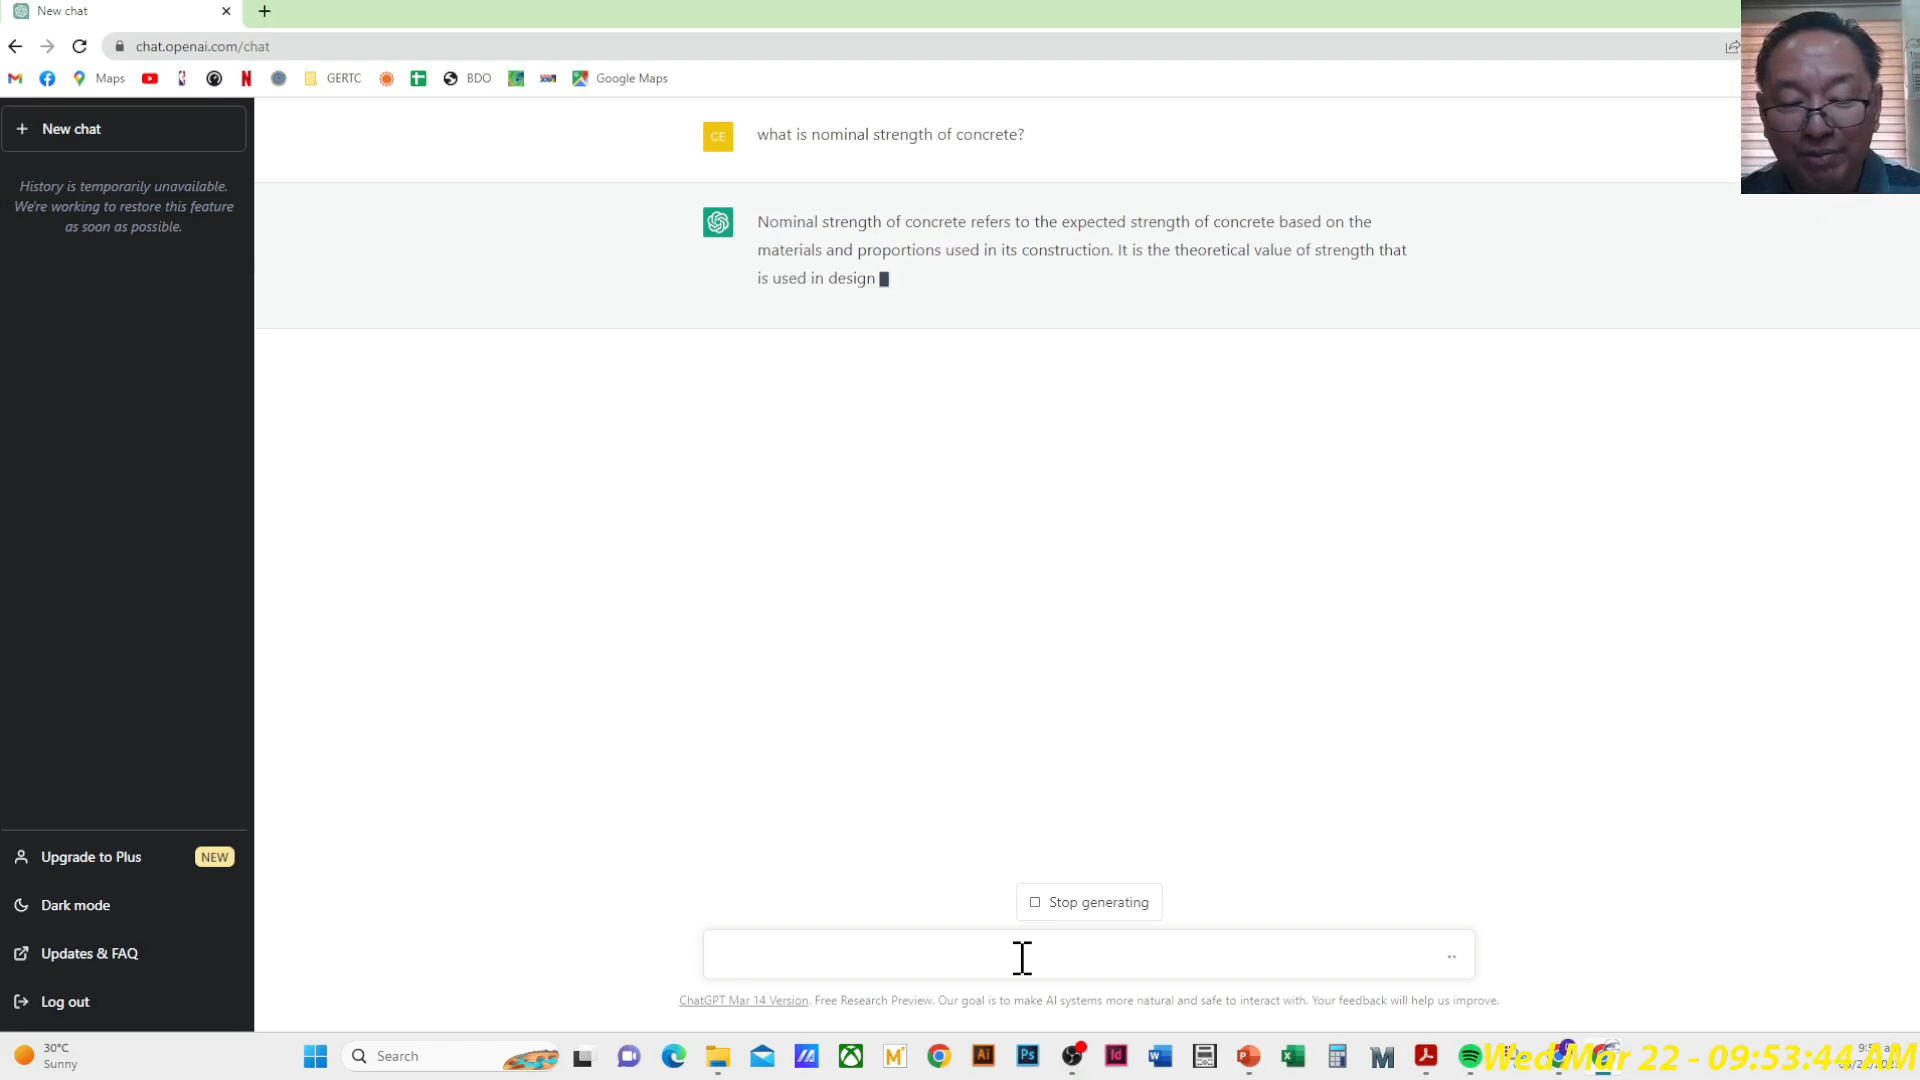 New chat
chat.openai.com/chat
Maps
GERTC
BDO
Google Maps
New chat
History is temporarily unavailable.
We're working to restore this feature
as soon as possible.
CE
what is nominal strength of concrete?
Nominal strength of concrete refers to the expected strength of concrete based on the
materials and proportions used in its construction. It is the theoretical value of strength that
is used in design
Upgrade to Plus NEW
Dark mode
Updates & FAQ
Log out
Stop generating
ChatGPT Mar 14 Version. Free Research Preview. Our goal is to make AI systems more natural and safe to interact with. Your feedback will help us improve.
30°C
Sunny
Search
Ai
Ps
Id
Wed Mar 22 - 09:53:44 AM